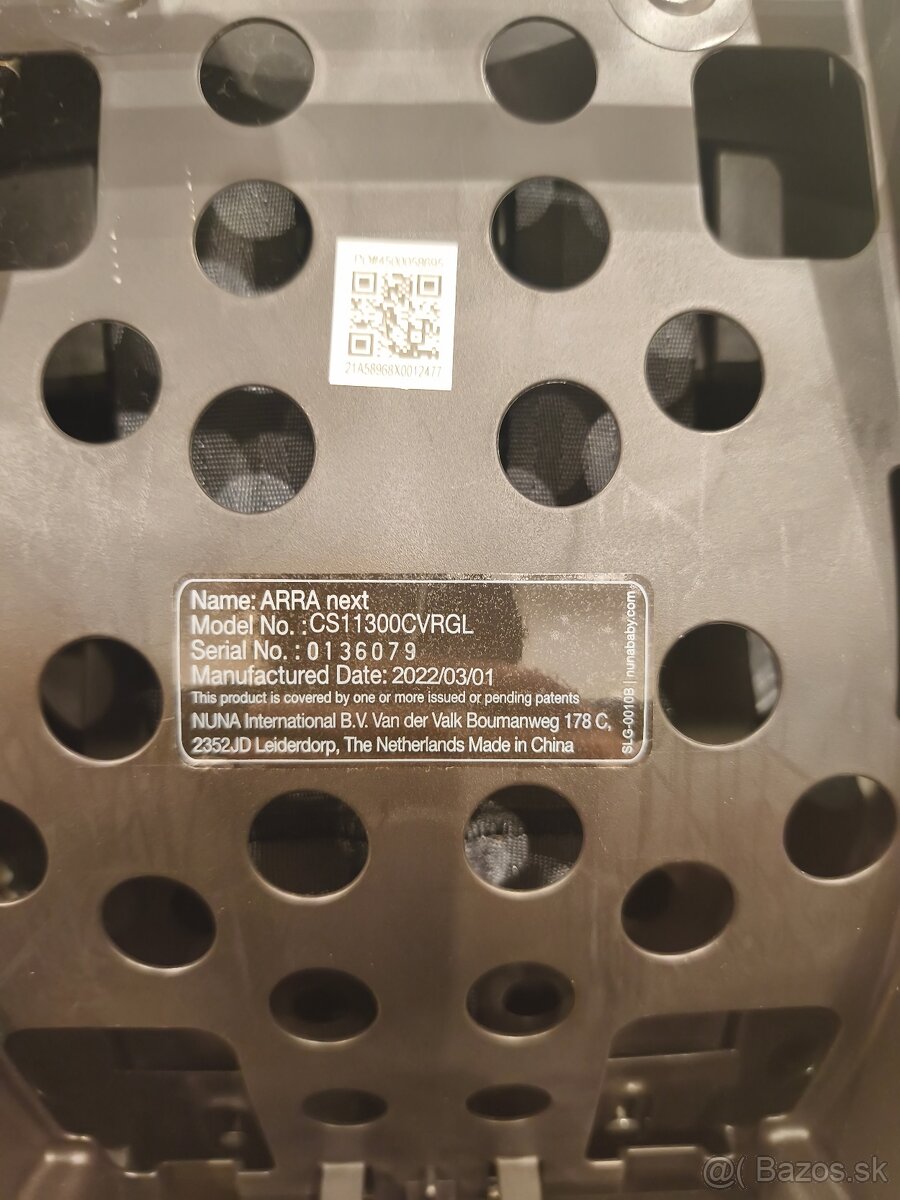 PO#4500059695
21A58968X0012477
Name: ARRA next
Model No. : CS11300CVRGL
Serial No. : 0136079
Manufactured Date: 2022/03/01
This product is covered by one or more issued or pending patents
NUNA International B.V. Van der Valk Boumanweg 178 C,
2352JD Leiderdorp, The Netherlands Made in China
SLG-0010B | nunababy.com
@( Bazos.sk